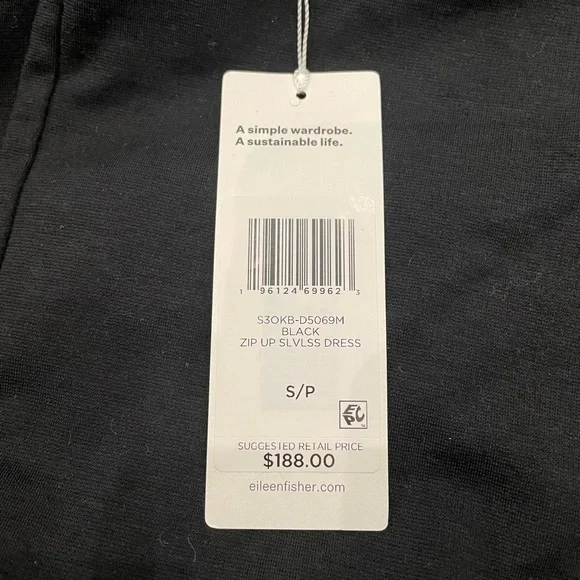 A simple wardrobe.
A sustainable life.
1 96124 69962 3
S3OKB-D5069M
BLACK
ZIP UP SLVLSS DRESS
S/P
EPC
SUGGESTED RETAIL PRICE
$188.00
eileenfisher.com